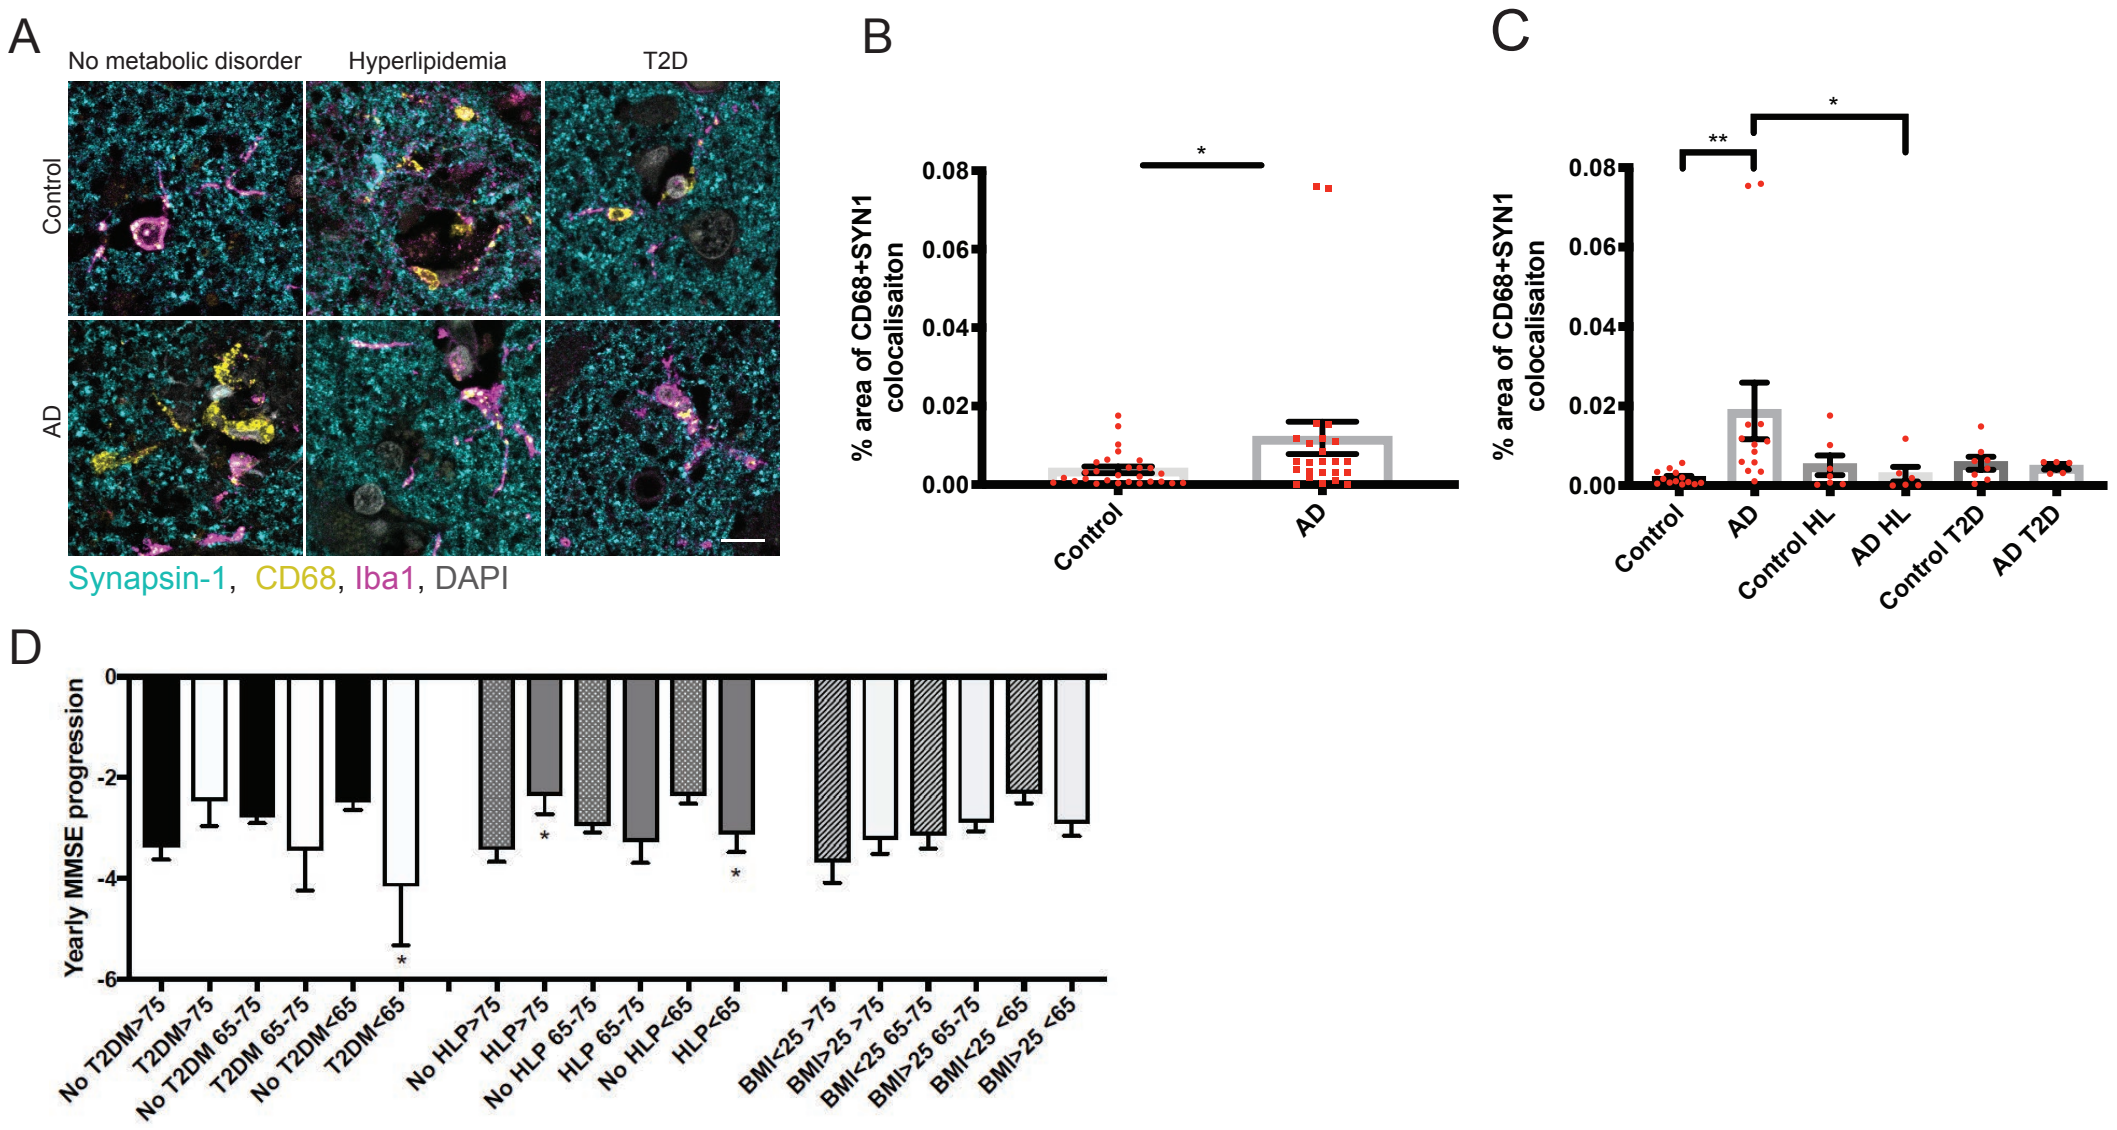 A
No metabolic disorder
Hyperlipidemia
T2D
Control
AD
Synapsin-1, CD68, Iba1, DAPI
B
% area of CD68+SYN1
colocalisaiton
0.08
0.06
0.04
0.02
0.00
*
Control
AD
C
% area of CD68+SYN1
colocalisaiton
0.08
0.06
0.04
0.02
0.00
**
*
Control
AD
Control HL
AD HL
Control T2D
AD T2D
D
Yearly MMSE progression
0
-2
-4
-6
*
*
*
No T2DM>75
T2DM>75
No T2DM 65-75
T2DM 65-75
No T2DM<65
T2DM<65
No HLP>75
HLP>75
No HLP 65-75
HLP 65-75
No HLP<65
HLP<65
BMI<25 >75
BMI>25 >75
BMI<25 65-75
BMI>25 65-75
BMI<25 <65
BMI>25 <65